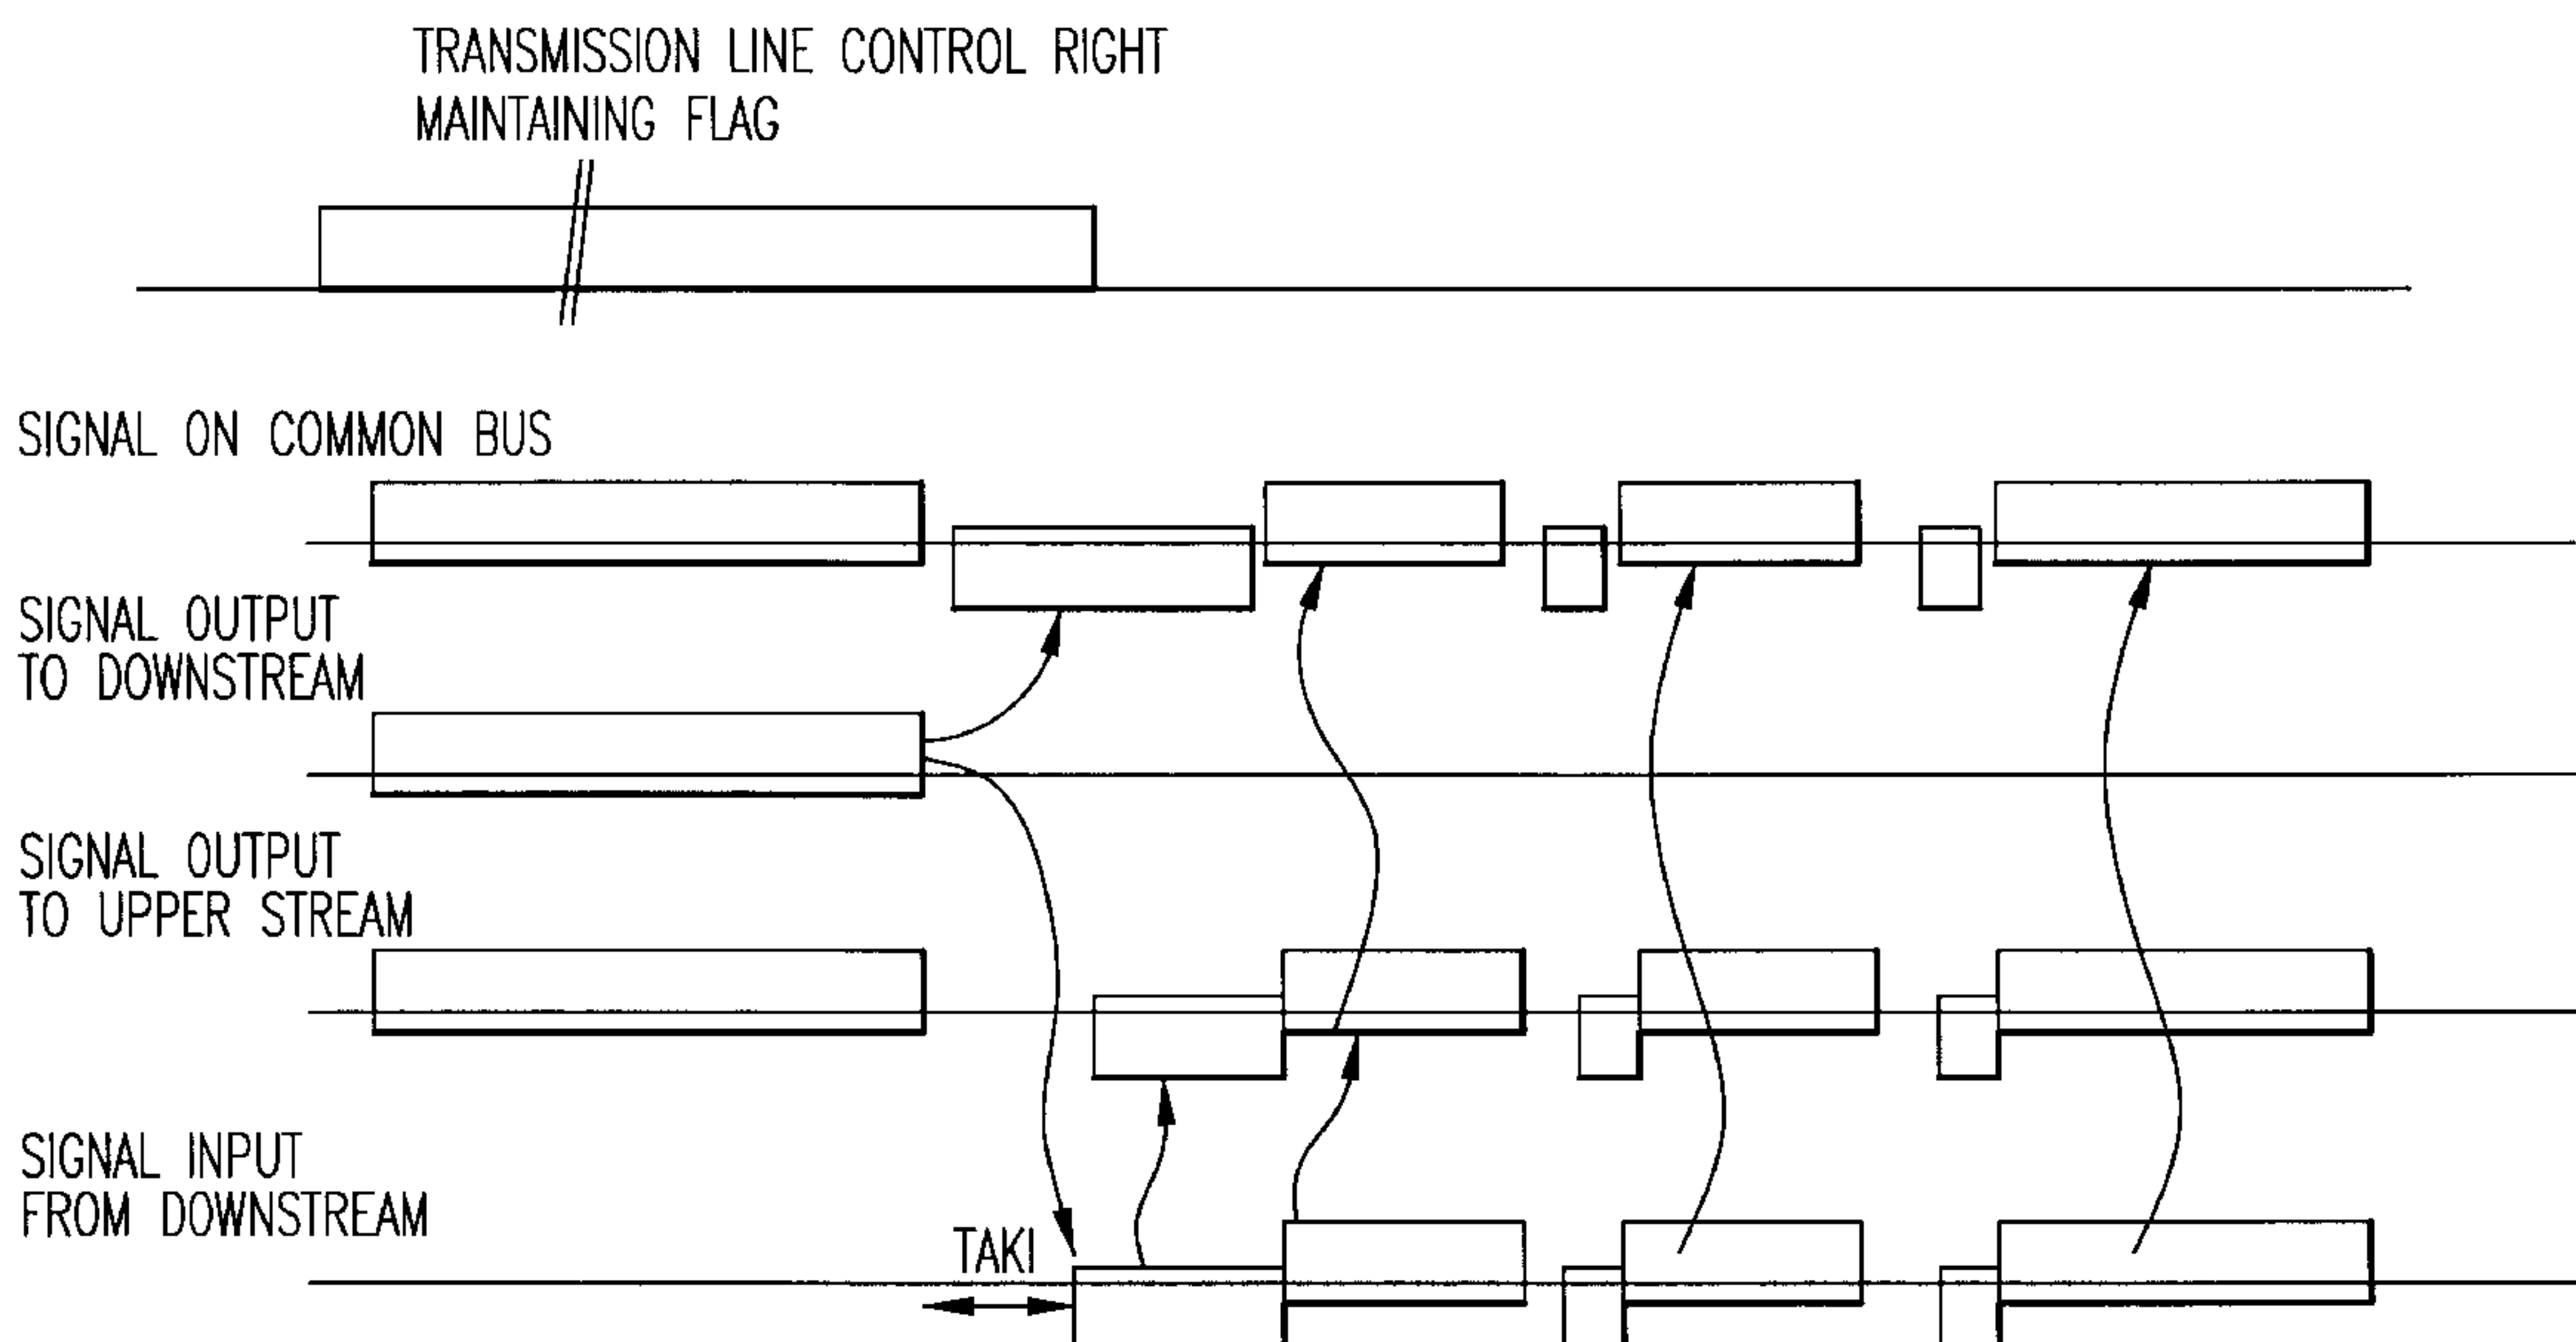 TRANSMISSION LINE CONTROL RIGHT
MAINTAINING FLAG
SIGNAL ON COMMON BUS
SIGNAL OUTPUT
TO DOWNSTREAM
SIGNAL OUTPUT
TO UPPER STREAM
SIGNAL INPUT
FROM DOWNSTREAM
TAKI